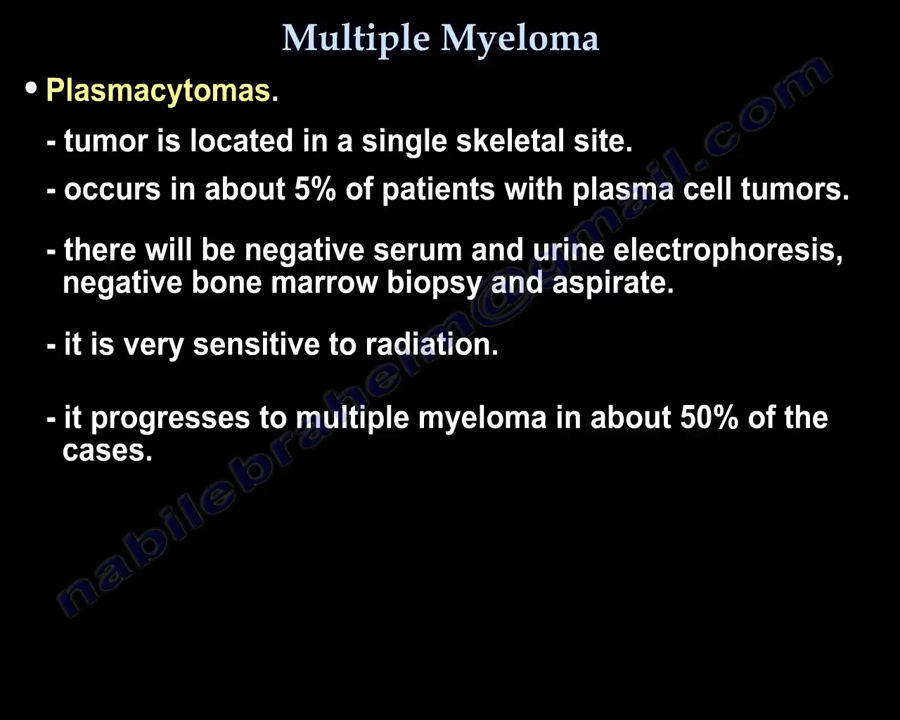 Multiple Myeloma
• Plasmacytomas.
- tumor is located in a single skeletal site.
- occurs in about 5% of patients with plasma cell tumors.
- there will be negative serum and urine electrophoresis,
negative bone marrow biopsy and aspirate.
- it is very sensitive to radiation.
- it progresses to multiple myeloma in about 50% of the
cases.
nabilebraheim@gmail.com